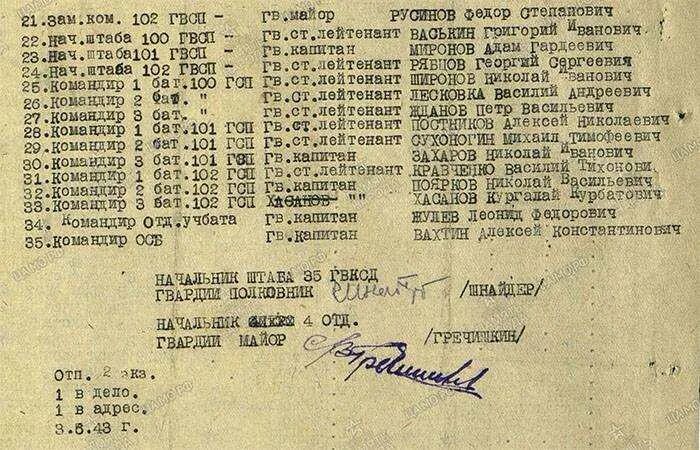 21.Зам.ком. 102 ГВСП - гв.майор РУСИНОВ Федор Степанович
22.Нач.штаба 100 ГВСП - Гв.ст.лейтенант ВАСЬКИН Григорий Иванович
23.Нач.штаба101 ГВСП - Гв.капитан МИРОНОВ Адам Гардеевич
24.Нач.штаба 102 ГВСП - Гв.ст.лейтенант РЯВЦОВ Георгий Сергеевия
25.Командир 1 бат.100 ГСП Гв.ст.лейтенант ШИРОНОВ Николай Иванович
26.Командир 2 бат. " Гв.ст.лейтенант ЛЕСКОВКА Василий Андреевич
27.Командир 3 бат. " Гв.ст.лейтенант ЖДАНОВ Петр Васильевич
28.Командир 1 бат.101 ГСП Гв.ст.лейтенант ПОСТНИКОВ Алексей Николаевич
29.Командир 2 бат.101 ГСП Гв.ст.лейтенант СУХОНОГИН Михаил Тимофеевич
30.Командир 3 бат.101 ГСП Гв.капитан ЗАХАРОВ Николай Иванович
31.Командир 1 бат.102 ГСП Гв.ст.лейтенант КРАВЧЕНКО Василий Тихонови
32.Командир 2 бат.102 ГСП Гв.капитан ПОЯРКОВ Николай Васильевич
33.Командир 3 бат.102 ГСП ХАСАНОВ "" ХАСАНОВ Кургалай Курбатович
34. Командир Отд.учбата Гв.капитан ЖУЛЕВ Леонид Федорович
35.Командир ОСБ Гв.капитан ВАХТИН Алексей Константинович
НАЧАЛЬНИК ШТАБА 35 ГВКСД
ГВАРДИИ ПОЛКОВНИК /ШНАЙДЕР/
НАЧАЛЬНИК 4 ОТД.
ГВАРДИИ МАЙОР /ГРЕЧИШКИН/
Отп. 2 экз.
1 в дело.
1 в адрес.
3.6.43 г.